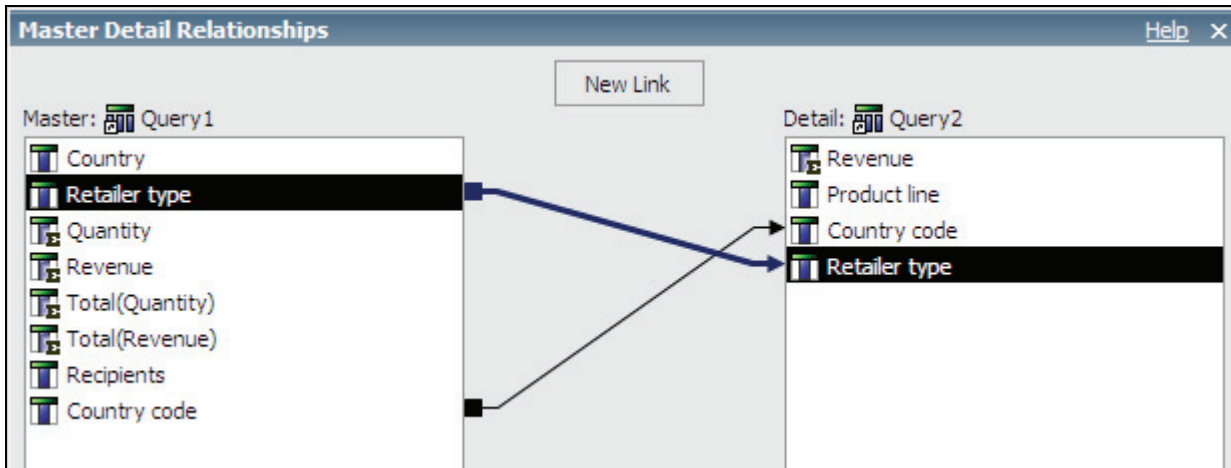 Master Detail Relationships Help X
New Link
Master: Query1
Country
Retailer type
Quantity
Revenue
Total(Quantity)
Total(Revenue)
Recipients
Country code
Detail: Query2
Revenue
Product line
Country code
Retailer type